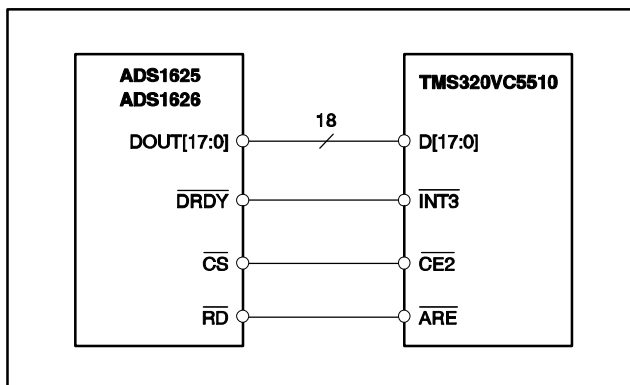 ADS1625
ADS1626
TMS320VC5510
18
DOUT[17:0]
D[17:0]
DRDY
INT3
CS
CE2
RD
ARE